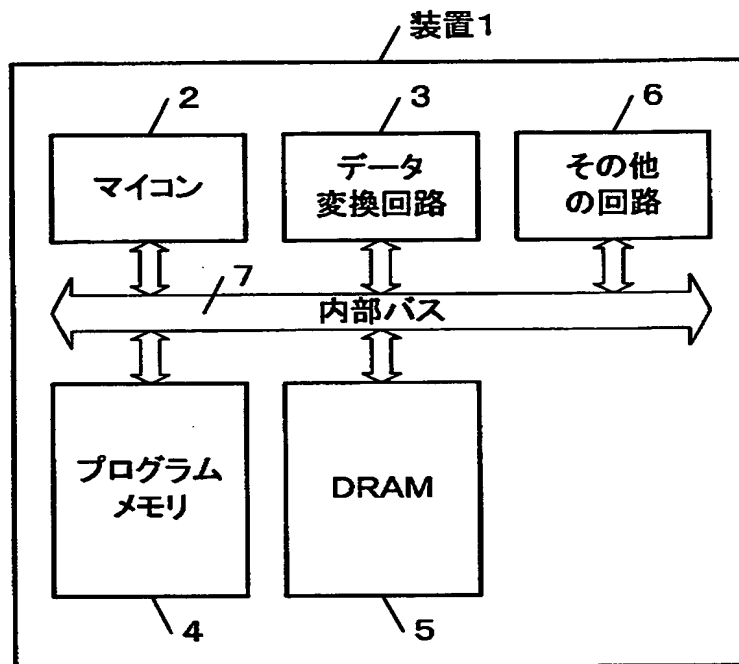 装置1
2
3
6
マイコン
データ
変換回路
その他
の回路
7
内部バス
プログラム
メモリ
DRAM
4
5